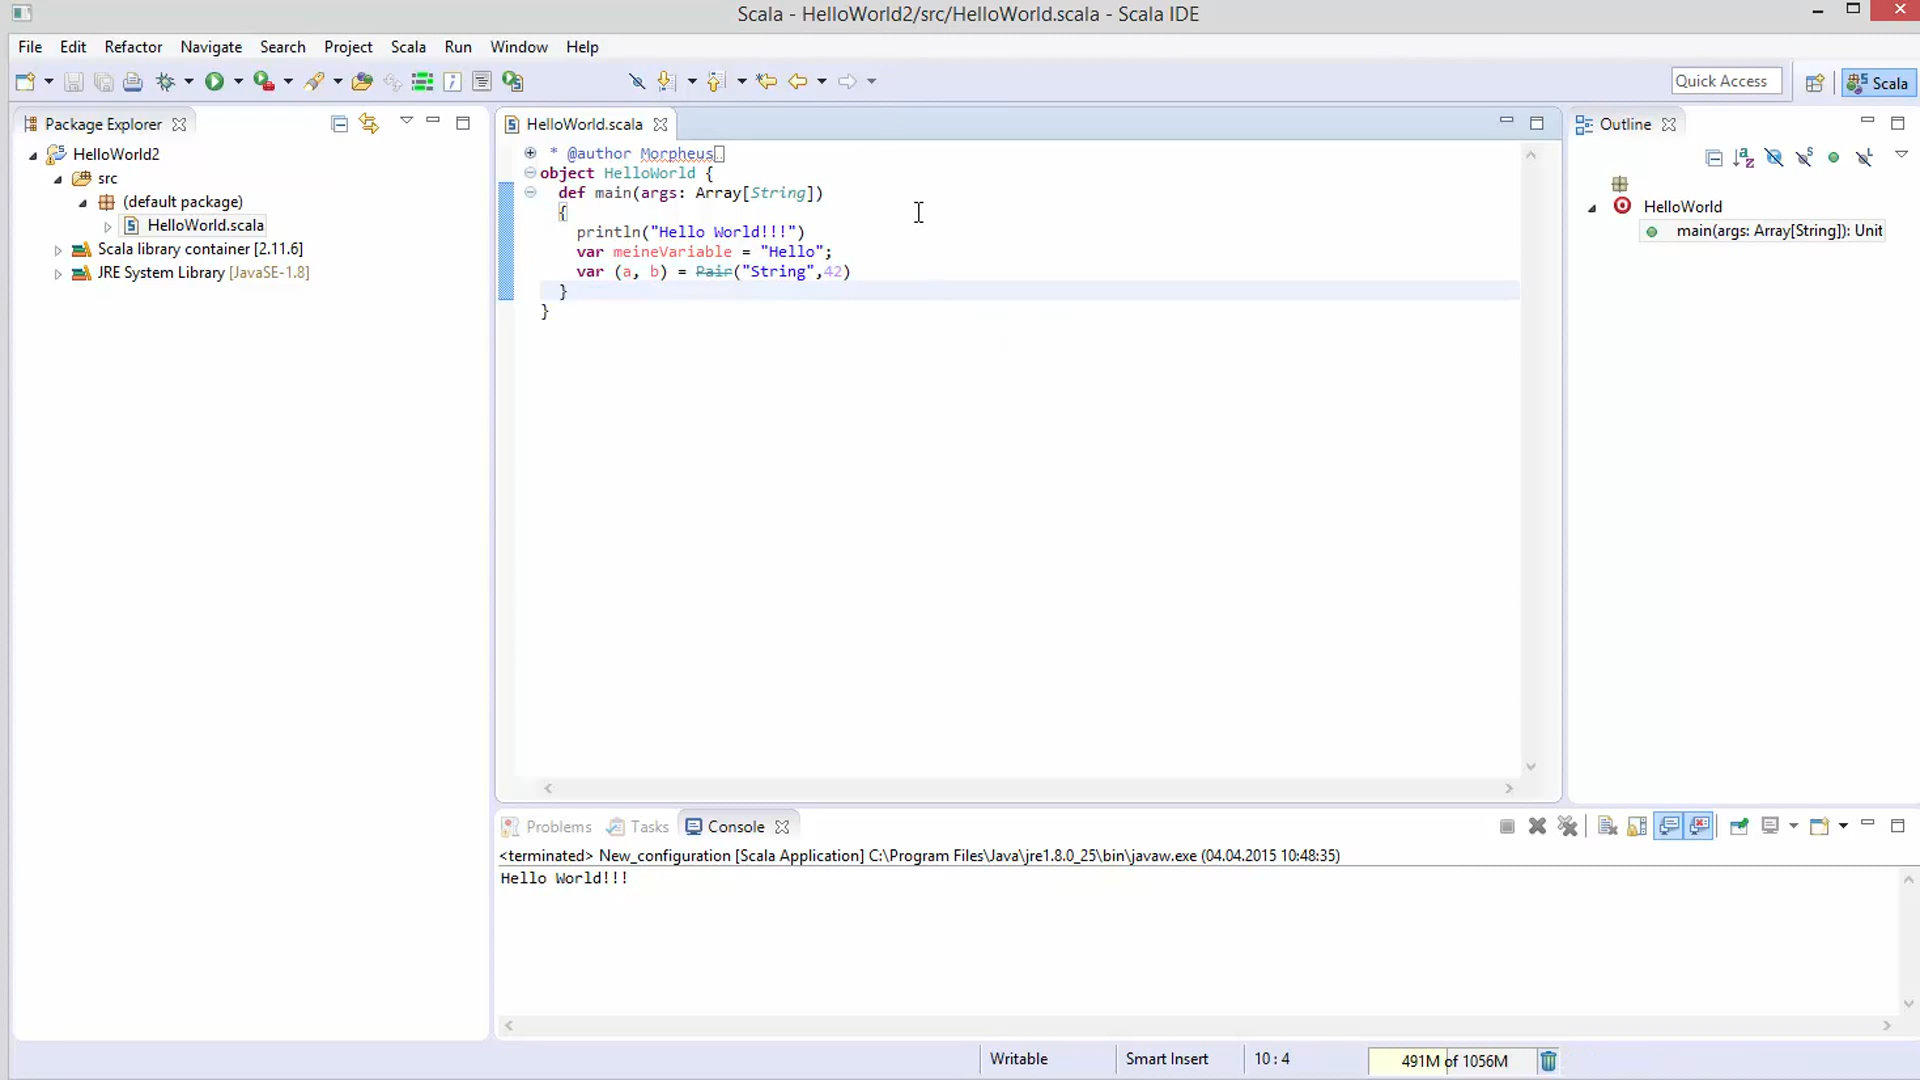 Scala - HelloWorld2/src/HelloWorld.scala - Scala IDE
File Edit Refactor Navigate Search Project Scala Run Window Help
Quick Access
Scala
Package Explorer
HelloWorld2
src
(default package)
HelloWorld.scala
Scala library container [2.11.6]
JRE System Library [JavaSE-1.8]
HelloWorld.scala
* @author Morpheus
object HelloWorld {
def main(args: Array[String])
{
println("Hello World!!!")
var meineVariable = "Hello";
var (a, b) = Pair("String",42)
}
}
Outline
HelloWorld
main(args: Array[String]): Unit
Problems Tasks Console
<terminated> New_configuration [Scala Application] C:\Program Files\Java\jre1.8.0_25\bin\javaw.exe (04.04.2015 10:48:35)
Hello World!!!
Writable Smart Insert 10 : 4 491M of 1056M